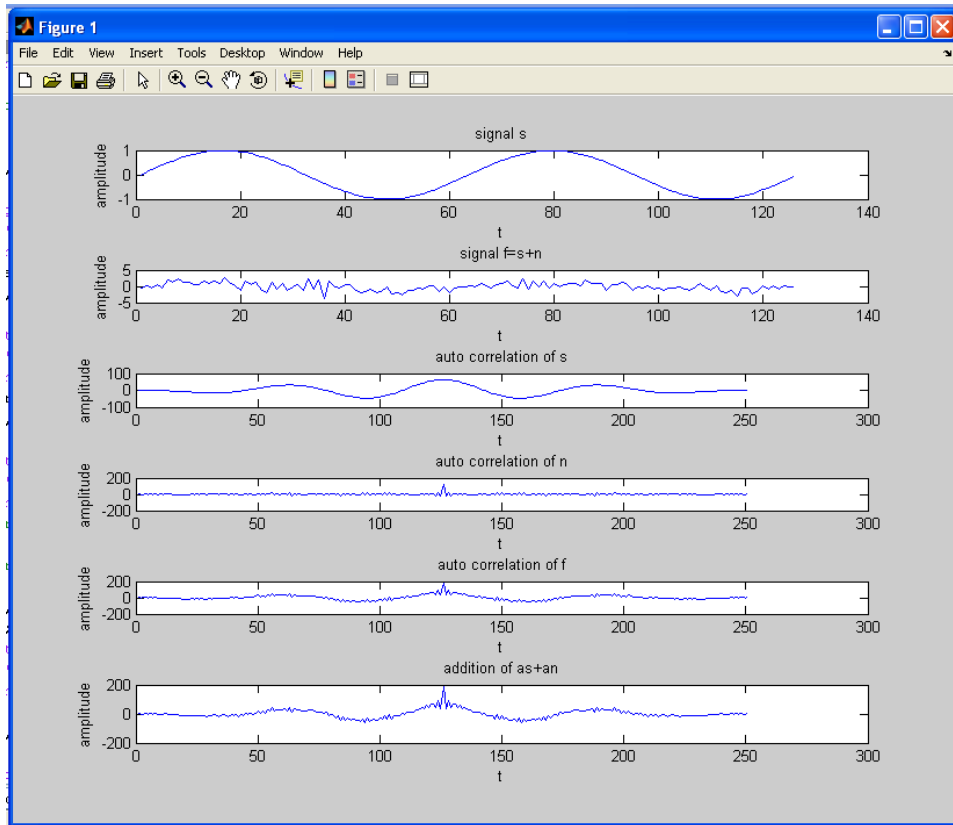 Figure 1
File Edit View Insert Tools Desktop Window Help
signal s
amplitude
1
0
-1
0 20 40 60 80 100 120 140
t
signal f=s+n
amplitude
5
0
-5
0 20 40 60 80 100 120 140
t
auto correlation of s
amplitude
100
0
-100
0 50 100 150 200 250 300
t
auto correlation of n
amplitude
200
0
-200
0 50 100 150 200 250 300
t
auto correlation of f
amplitude
200
0
-200
0 50 100 150 200 250 300
t
addition of as+an
amplitude
200
0
-200
0 50 100 150 200 250 300
t